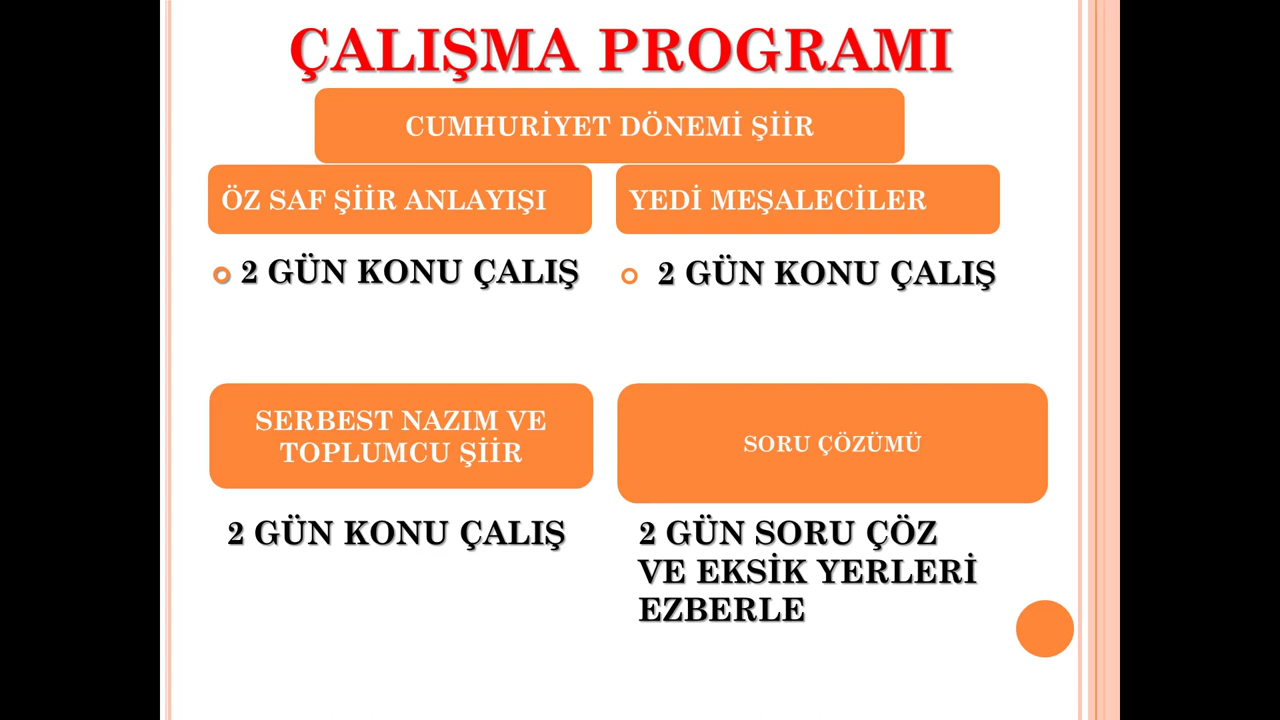 ÇALIŞMA PROGRAMI
CUMHURİYET DÖNEMİ ŞİİR
ÖZ SAF ŞİİR ANLAYIŞI
2 GÜN KONU ÇALIŞ
YEDİ MEŞALECİLER
2 GÜN KONU ÇALIŞ
SERBEST NAZIM VE
TOPLUMCU ŞİİR
2 GÜN KONU ÇALIŞ
SORU ÇÖZÜMÜ
2 GÜN SORU ÇÖZ
VE EKSİK YERLERİ
EZBERLE